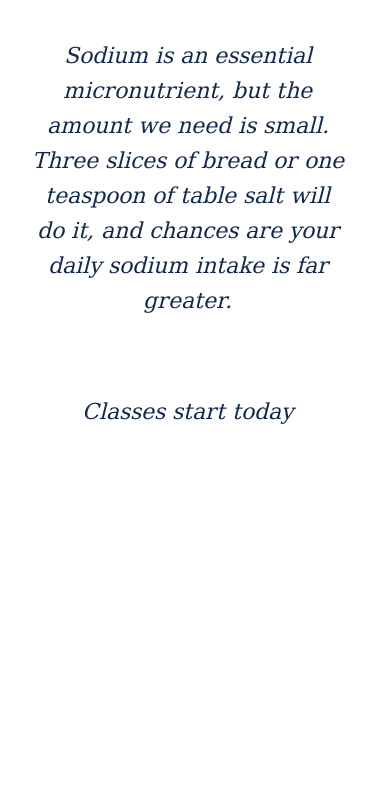 Sodium is an essential
micronutrient, but the
amount we need is small.
Three slices of bread or one
teaspoon of table salt will
do it, and chances are your
daily sodium intake is far
greater.
Classes start today